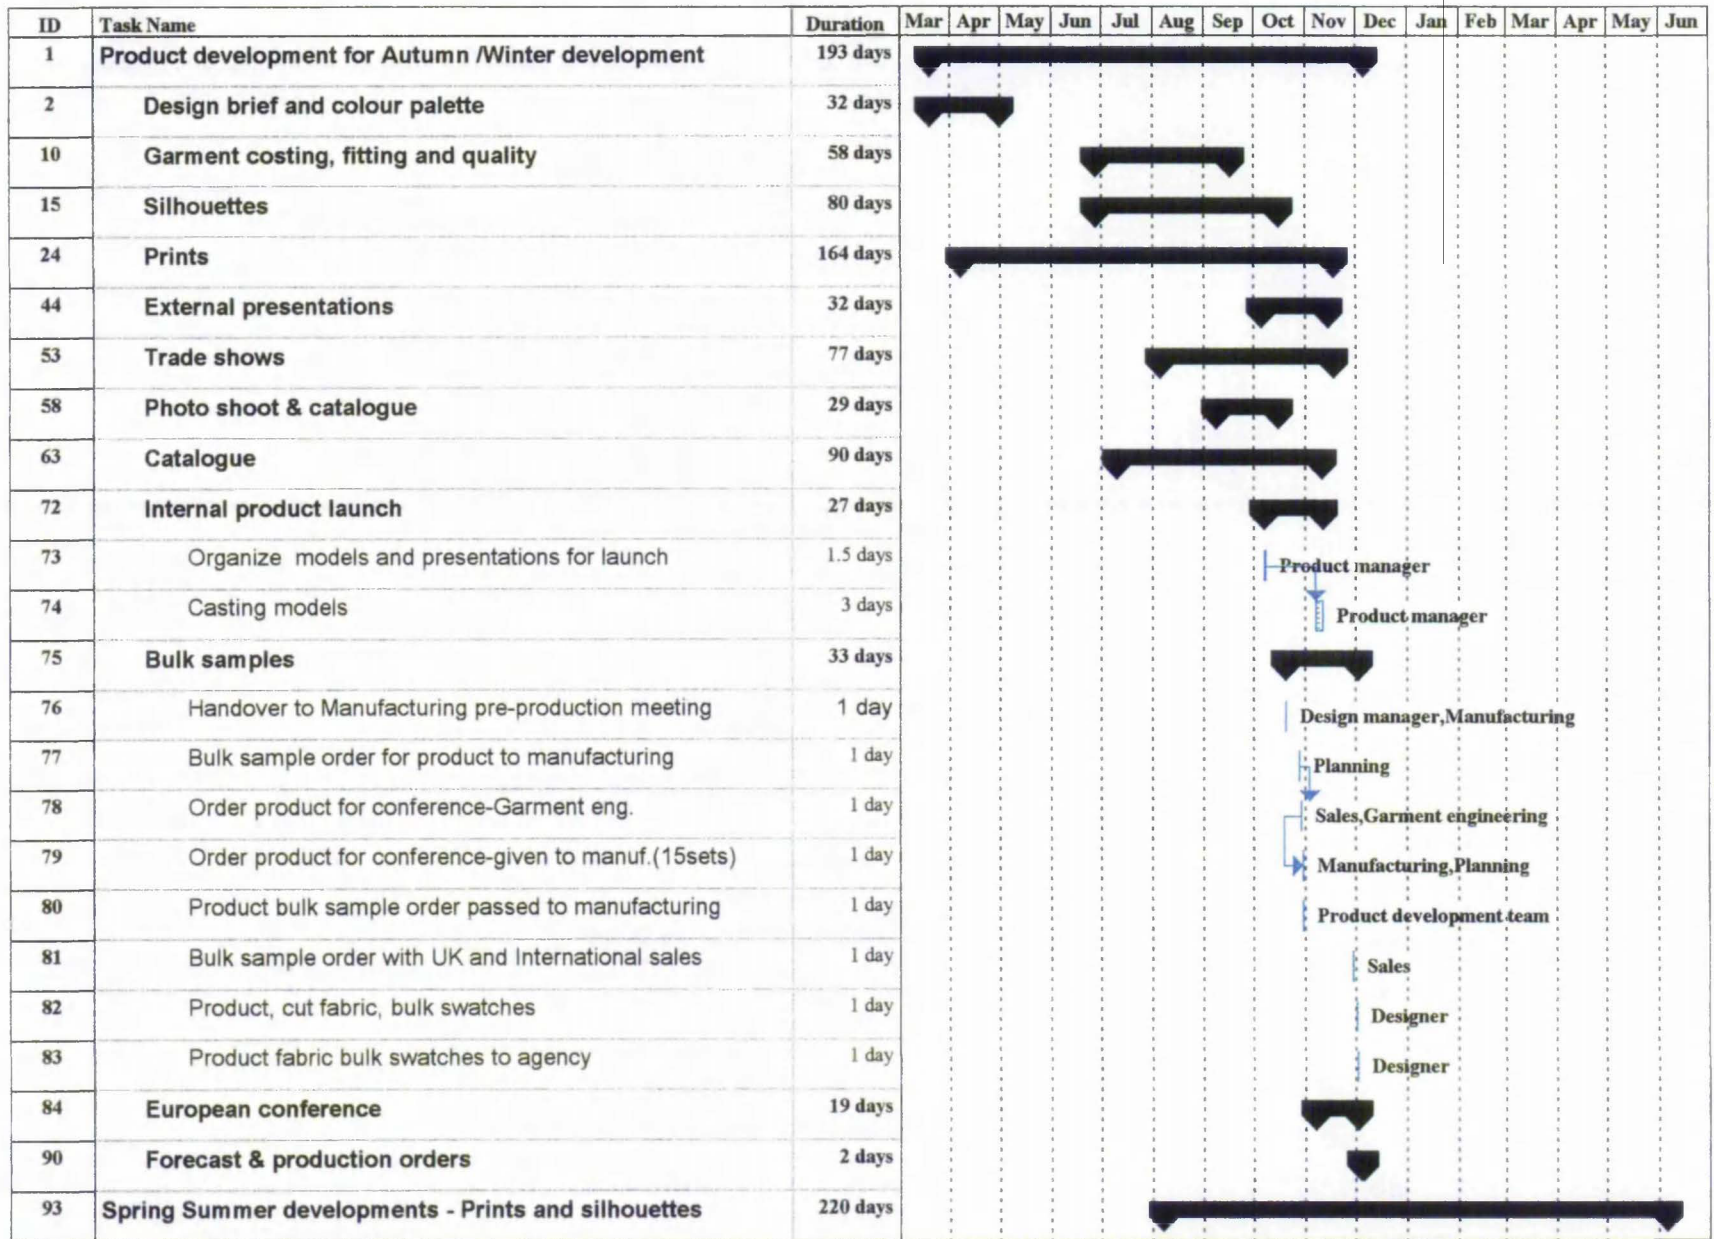 ID Task Name Duration Mar Apr May Jun Jul Aug Sep Oct Nov Dec Jan Feb Mar Apr May Jun
1 Product development for Autumn /Winter development 193 days
2 Design brief and colour palette 32 days
10 Garment costing, fitting and quality 58 days
15 Silhouettes 80 days
24 Prints 164 days
44 External presentations 32 days
53 Trade shows 77 days
58 Photo shoot & catalogue 29 days
63 Catalogue 90 days
72 Internal product launch 27 days
73 Organize models and presentations for launch 1.5 days Product manager
74 Casting models 3 days Product manager
75 Bulk samples 33 days
76 Handover to Manufacturing pre-production meeting 1 day Design manager,Manufacturing
77 Bulk sample order for product to manufacturing 1 day Planning
78 Order product for conference-Garment eng. 1 day Sales,Garment engineering
79 Order product for conference-given to manuf.(15sets) 1 day Manufacturing,Planning
80 Product bulk sample order passed to manufacturing 1 day Product development team
81 Bulk sample order with UK and International sales 1 day Sales
82 Product, cut fabric, bulk swatches 1 day Designer
83 Product fabric bulk swatches to agency 1 day Designer
84 European conference 19 days
90 Forecast & production orders 2 days
93 Spring Summer developments - Prints and silhouettes 220 days